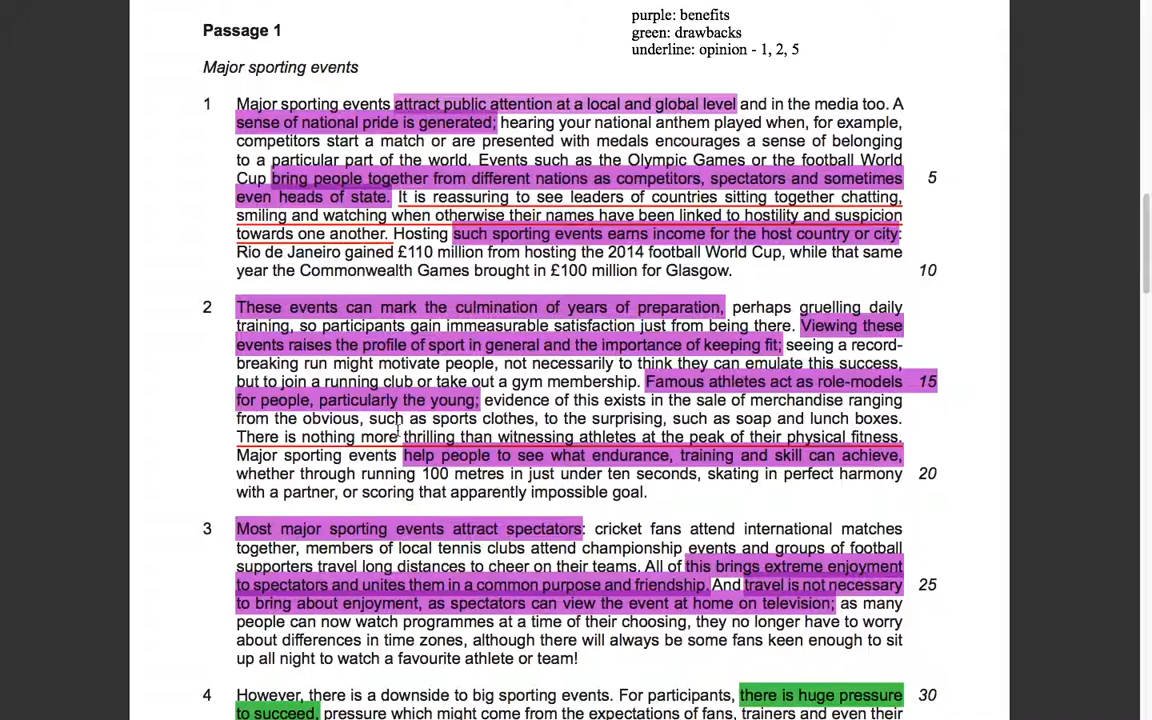 purple: benefits
green: drawbacks
underline: opinion - 1, 2, 5
Passage 1
Major sporting events
1 Major sporting events attract public attention at a local and global level and in the media too. A
sense of national pride is generated; hearing your national anthem played when, for example,
competitors start a match or are presented with medals encourages a sense of belonging
to a particular part of the world. Events such as the Olympic Games or the football World
Cup bring people together from different nations as competitors, spectators and sometimes 5
even heads of state. It is reassuring to see leaders of countries sitting together chatting,
smiling and watching when otherwise their names have been linked to hostility and suspicion
towards one another. Hosting such sporting events earns income for the host country or city:
Rio de Janeiro gained £110 million from hosting the 2014 football World Cup, while that same
year the Commonwealth Games brought in £100 million for Glasgow. 10
2 These events can mark the culmination of years of preparation, perhaps gruelling daily
training, so participants gain immeasurable satisfaction just from being there. Viewing these
events raises the profile of sport in general and the importance of keeping fit; seeing a record-
breaking run might motivate people, not necessarily to think they can emulate this success,
but to join a running club or take out a gym membership. Famous athletes act as role-models 15
for people, particularly the young; evidence of this exists in the sale of merchandise ranging
from the obvious, such as sports clothes, to the surprising, such as soap and lunch boxes.
There is nothing more thrilling than witnessing athletes at the peak of their physical fitness.
Major sporting events help people to see what endurance, training and skill can achieve,
whether through running 100 metres in just under ten seconds, skating in perfect harmony 20
with a partner, or scoring that apparently impossible goal.
3 Most major sporting events attract spectators: cricket fans attend international matches
together, members of local tennis clubs attend championship events and groups of football
supporters travel long distances to cheer on their teams. All of this brings extreme enjoyment
to spectators and unites them in a common purpose and friendship. And travel is not necessary 25
to bring about enjoyment, as spectators can view the event at home on television; as many
people can now watch programmes at a time of their choosing, they no longer have to worry
about differences in time zones, although there will always be some fans keen enough to sit
up all night to watch a favourite athlete or team!
4 However, there is a downside to big sporting events. For participants, there is huge pressure 30
to succeed, pressure which might come from the expectations of fans, trainers and even their